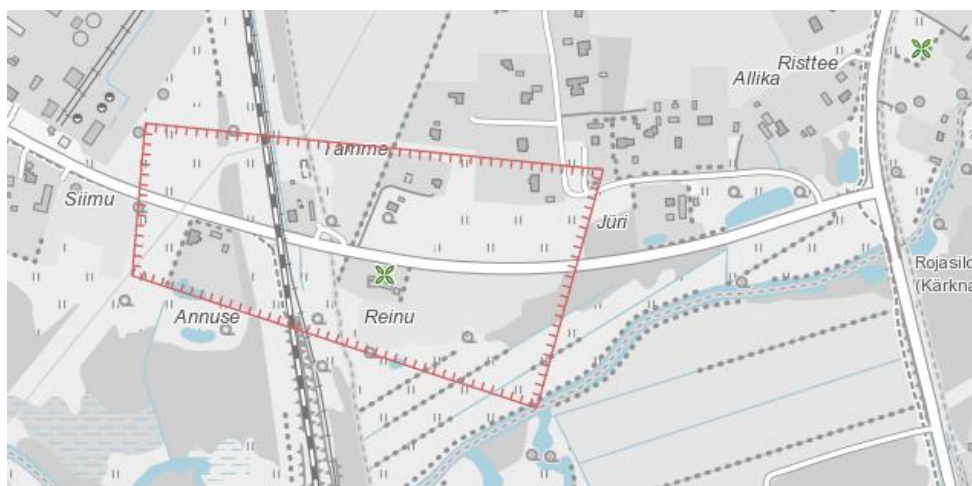 Risttee
Allika
Tamme
Siimu
Jüri
Rojasild
(Kärkna
Annuse
Reinu